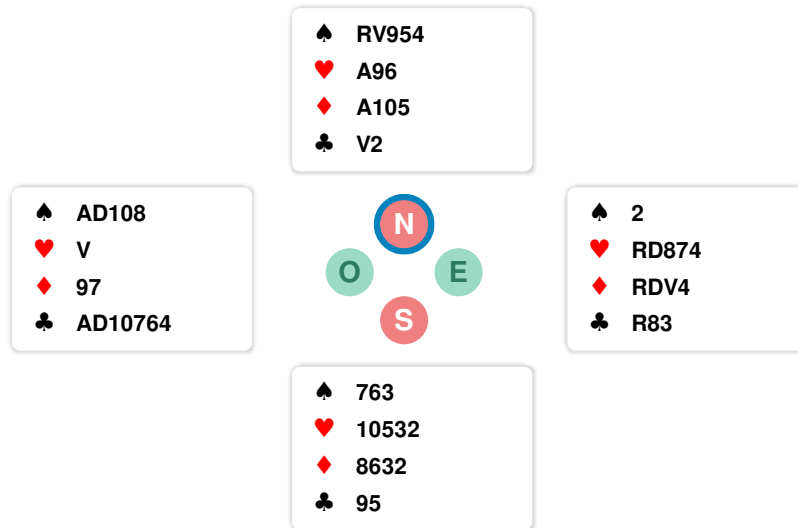 ♠ RV954
♥ A96
♦ A105
♣ V2
♠ AD108
♥ V
♦ 97
♣ AD10764
N
O E
S
♠ 2
♥ RD874
♦ RDV4
♣ R83
♠ 763
♥ 10532
♦ 8632
♣ 95